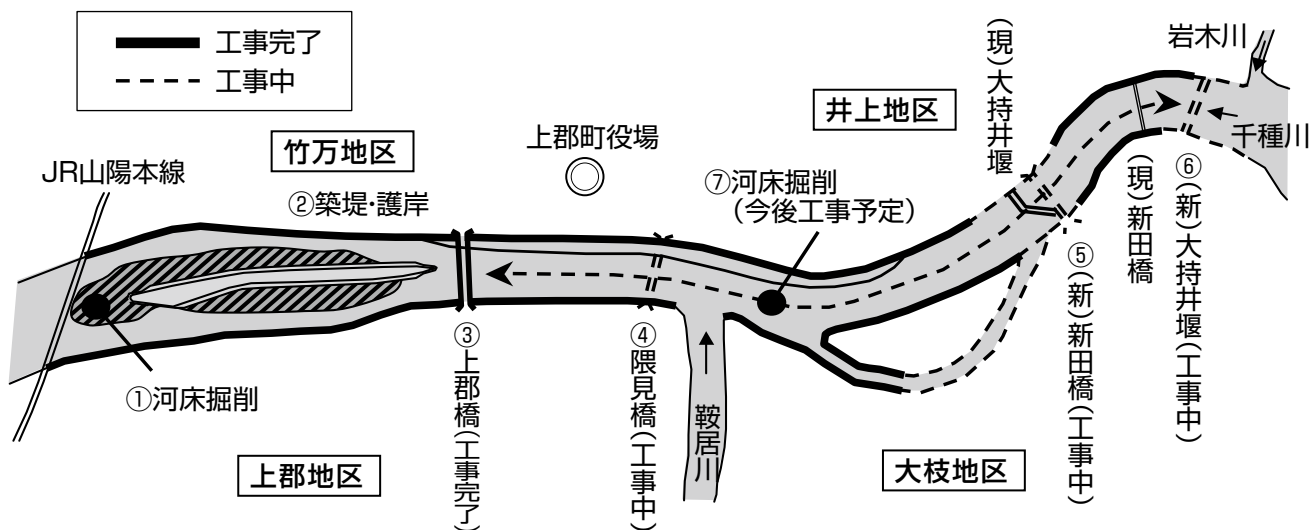 工事完了
工事中
岩木川
千種川
(現)大持井堰
井上地区
竹万地区
上郡町役場
JR山陽本線
②築堤・護岸
⑦河床掘削
(今後工事予定)
(現)新田橋
⑥(新)大持井堰(工事中)
⑤(新)新田橋(工事中)
③上郡橋(工事完了)
④隈見橋(工事中)
①河床掘削
鞍居川
上郡地区
大枝地区